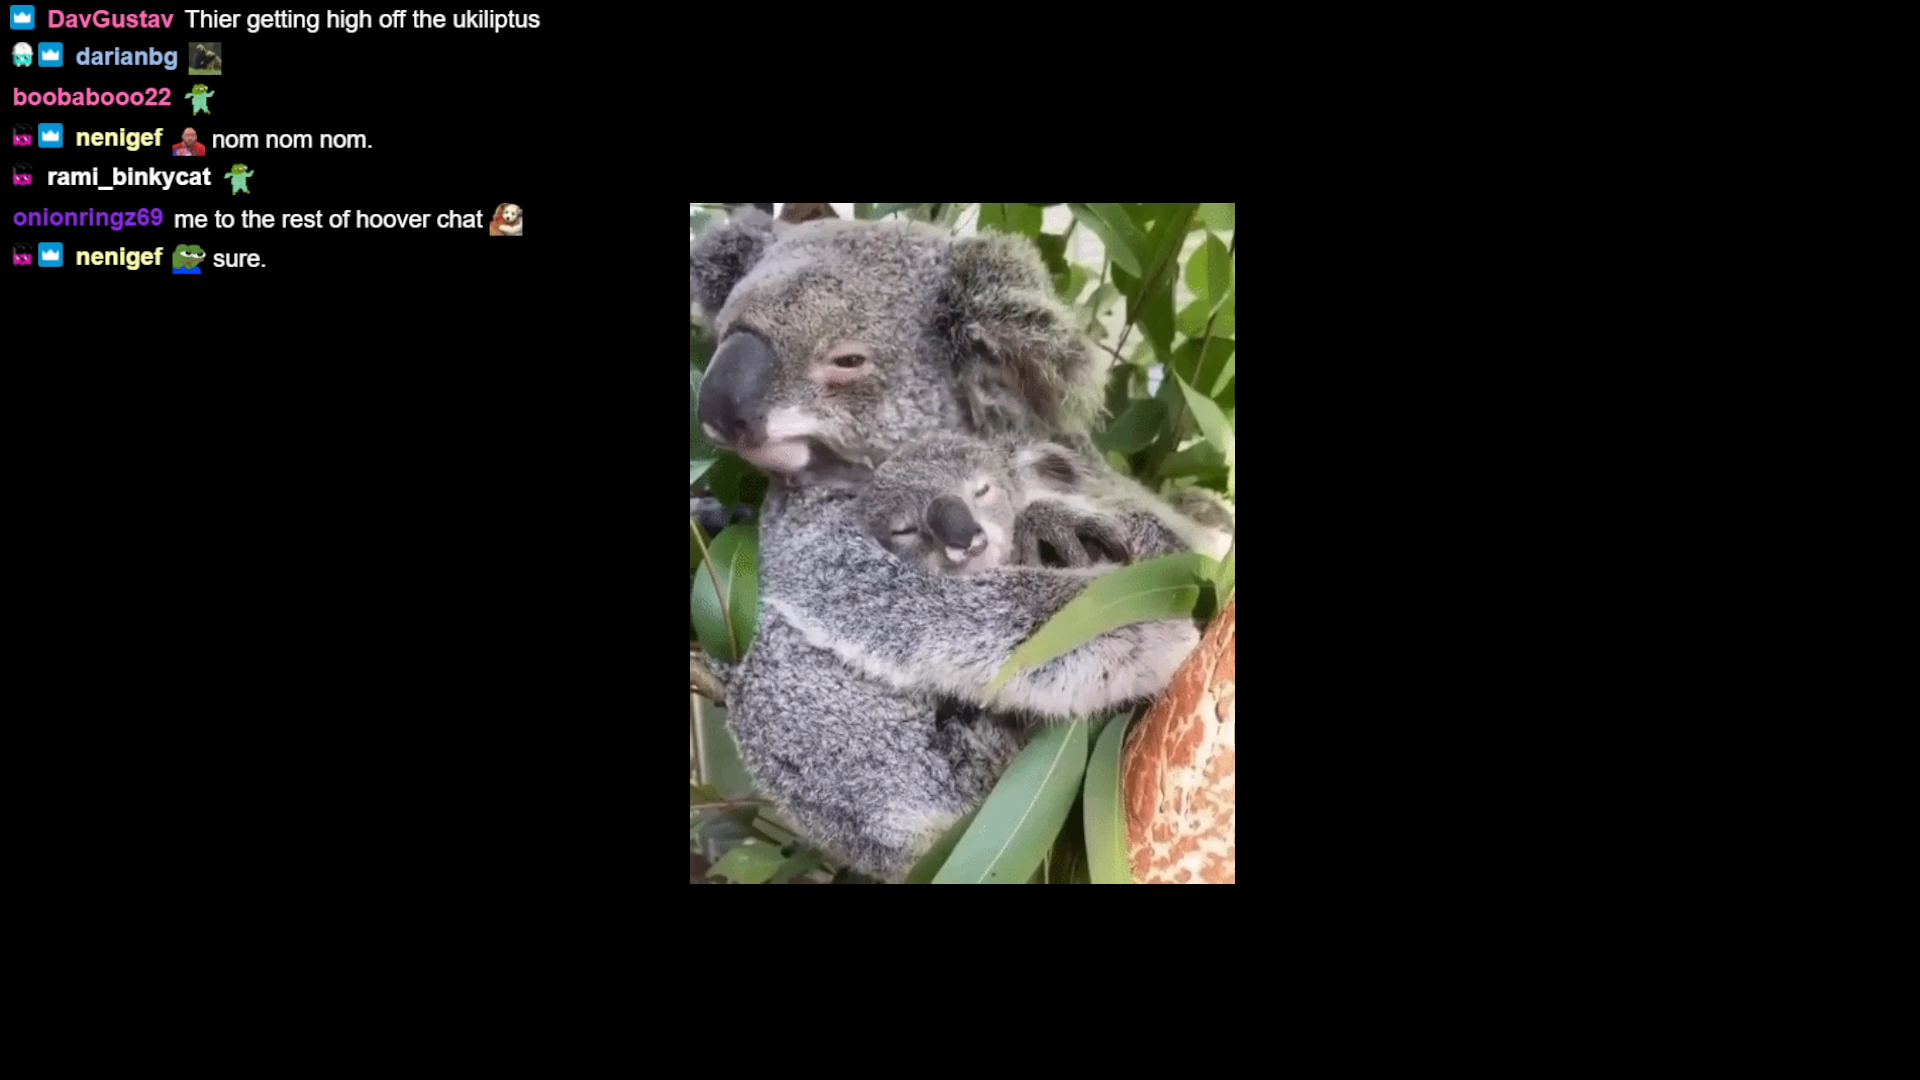 DavGustav Thier getting high off the ukiliptus
darianbg
boobabooo22
nenigef nom nom nom.
rami_binkycat
onionringz69 me to the rest of hoover chat
nenigef sure.